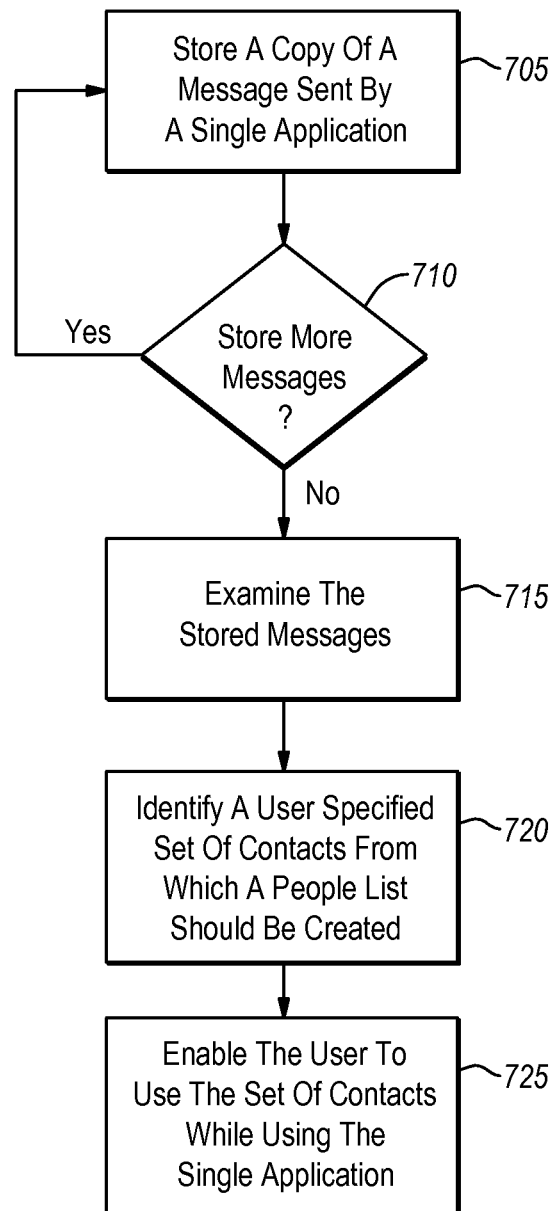 Store A Copy Of A
Message Sent By
A Single Application
705
710
Yes
Store More
Messages
?
No
Examine The
Stored Messages
715
Identify A User Specified
Set Of Contacts From
Which A People List
Should Be Created
720
Enable The User To
Use The Set Of Contacts
While Using The
Single Application
725